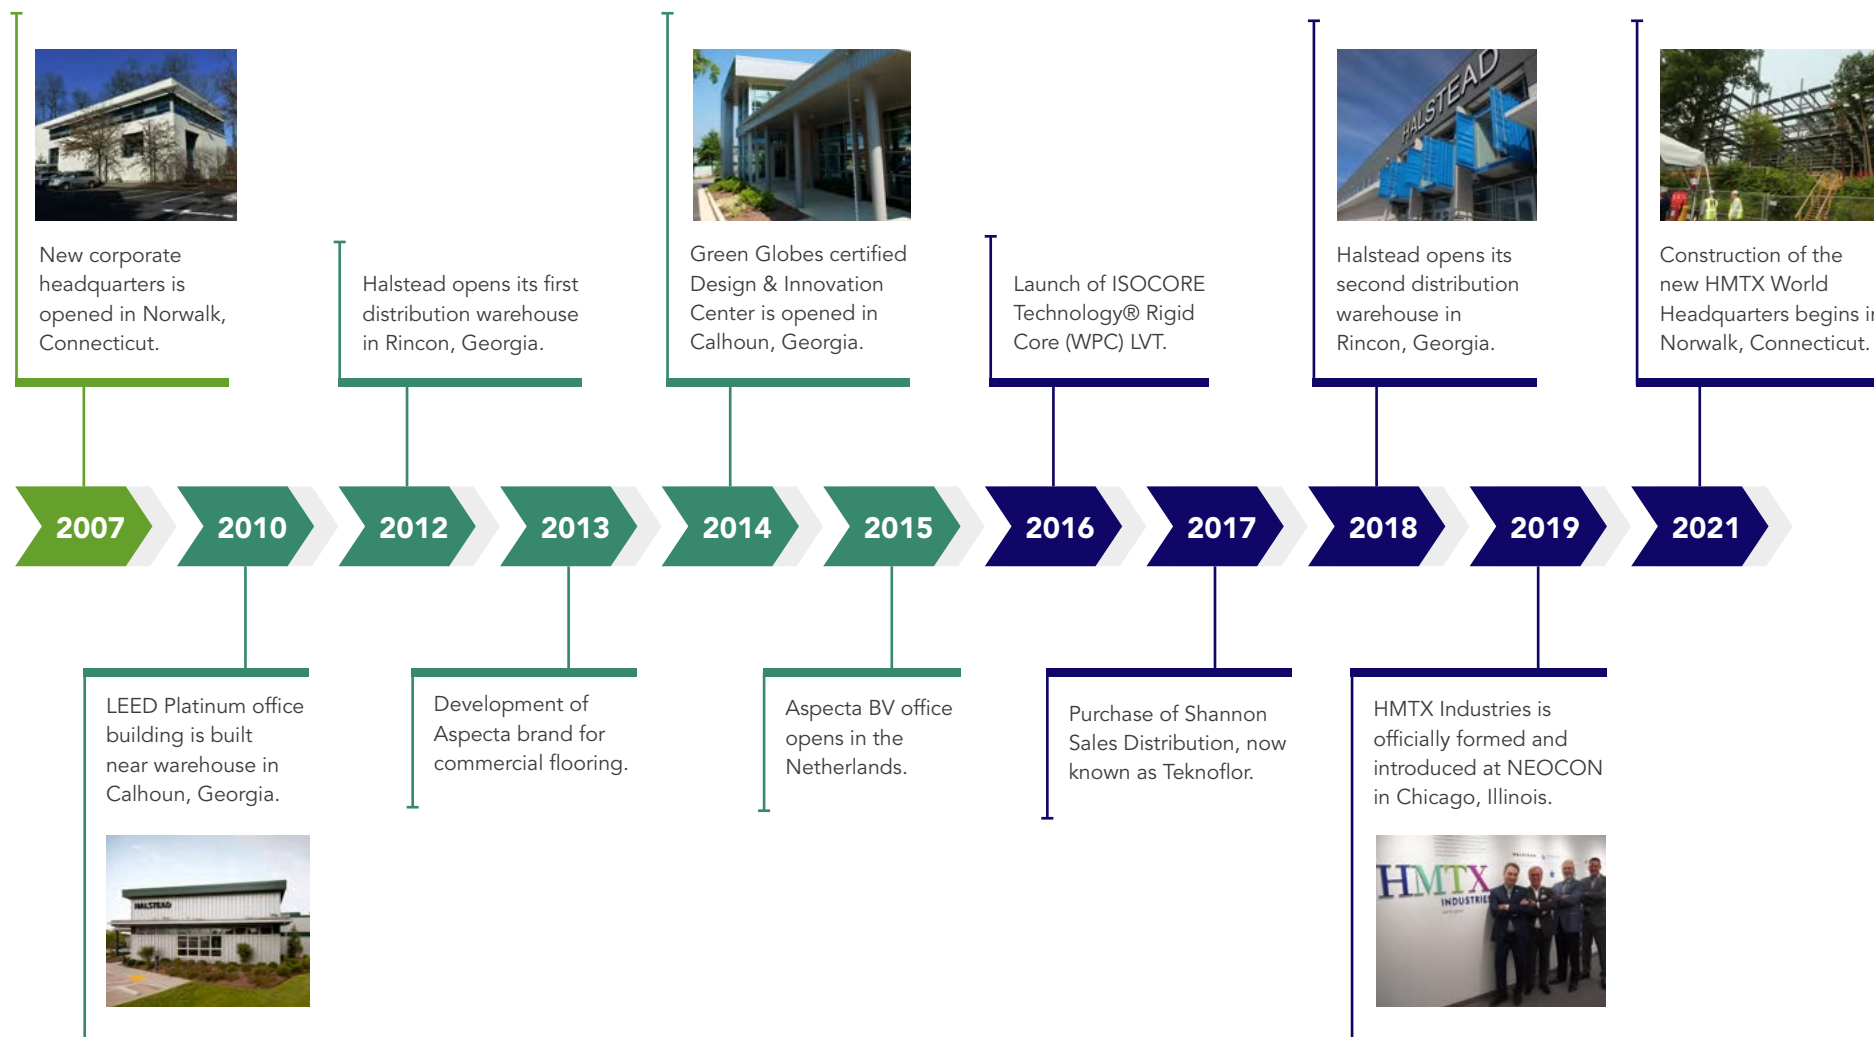 New corporate
headquarters is
opened in Norwalk,
Connecticut.
Halstead opens its first
distribution warehouse
in Rincon, Georgia.
Green Globes certified
Design & Innovation
Center is opened in
Calhoun, Georgia.
Launch of ISOCORE
Technology® Rigid
Core (WPC) LVT.
HALSTEAD
Halstead opens its
second distribution
warehouse in
Rincon, Georgia.
Construction of the
new HMTX World
Headquarters begins in
Norwalk, Connecticut.
2007
2010
2012
2013
2014
2015
2016
2017
2018
2019
2021
LEED Platinum office
building is built
near warehouse in
Calhoun, Georgia.
HALSTEAD
Development of
Aspecta brand for
commercial flooring.
Aspecta BV office
opens in the
Netherlands.
Purchase of Shannon
Sales Distribution, now
known as Teknoflor.
HMTX Industries is
officially formed and
introduced at NEOCON
in Chicago, Illinois.
HMTX
INDUSTRIES